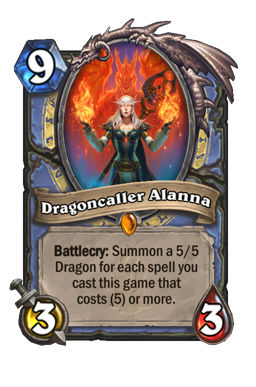 9
Dragoncaller Alanna
Battlecry: Summon a 5/5
Dragon for each spell you
cast this game that
costs (5) or more.
3 3